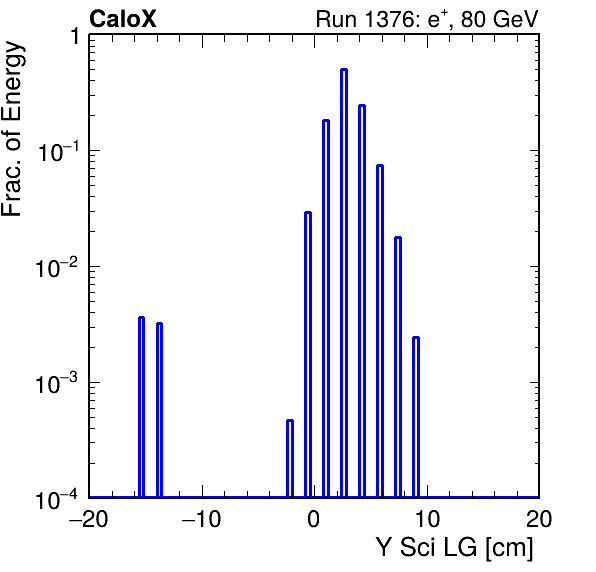 CaloX Run 1376: e⁺, 80 GeV
Frac. of Energy
1
10⁻¹
10⁻²
10⁻³
10⁻⁴
−20 −10 0 10 20
Y Sci LG [cm]